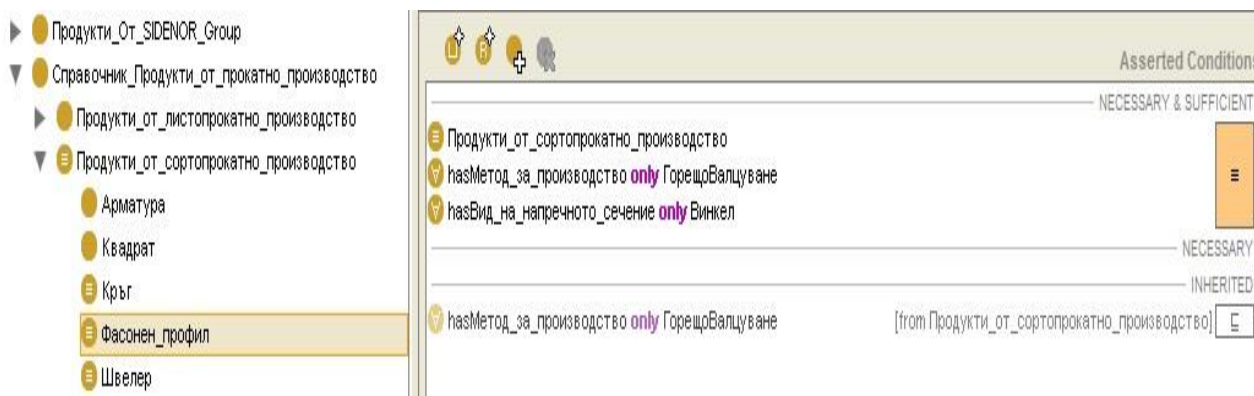 Продукти_От_SIDENOR_Group
Справочник_Продукти_от_прокатно_производство
Продукти_от_листопрокатно_производство
Продукти_от_сортопрокатно_производство
Арматура
Квадрат
Кръг
Фасонен_профил
Швелер
Asserted Conditions
NECESSARY & SUFFICIENT
Продукти_от_сортопрокатно_производство
hasМетод_за_производство only ГорещоВалцуване
hasВид_на_напречното_сечение only Винкел
NECESSARY
INHERITED
hasМетод_за_производство only ГорещоВалцуване [from Продукти_от_сортопрокатно_производство]